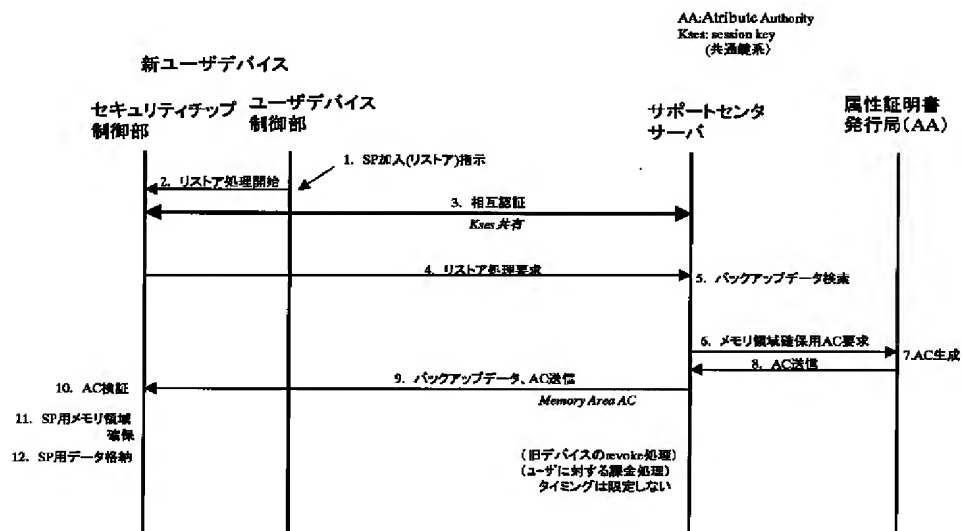 AA:Atribute Authority
Kses: session key
(共通鍵系)
新ユーザデバイス
セキュリティチップ
制御部
ユーザデバイス
制御部
サポートセンタ
サーバ
属性証明書
発行局(AA)
1. SP加入(リストア)指示
2. リストア処理開始
3. 相互認証
Kses 共有
4. リストア処理要求
5. バックアップデータ検索
6. メモリ領域確保用AC要求
7.AC生成
8. AC送信
9. バックアップデータ、AC送信
Memory Area AC
10. AC検証
11. SP用メモリ領域
確保
12. SP用データ格納
(旧デバイスのrevoke処理)
(ユーザに対する課金処理)
タイミングは限定しない